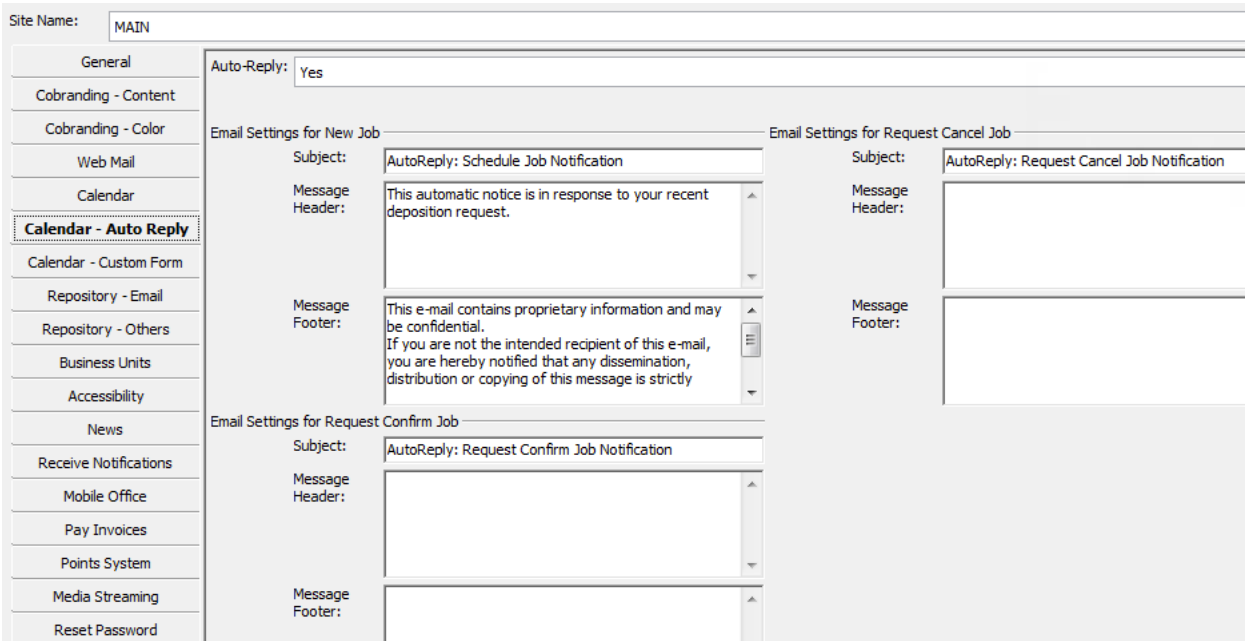 Site Name:
MAIN
General
Cobranding - Content
Cobranding - Color
Web Mail
Calendar
Calendar - Auto Reply
Calendar - Custom Form
Repository - Email
Repository - Others
Business Units
Accessibility
News
Receive Notifications
Mobile Office
Pay Invoices
Points System
Media Streaming
Reset Password
Auto-Reply:
Yes
Email Settings for New Job
Subject:
AutoReply: Schedule Job Notification
Message
Header:
This automatic notice is in response to your recent
deposition request.
Message
Footer:
This e-mail contains proprietary information and may
be confidential.
If you are not the intended recipient of this e-mail,
you are hereby notified that any dissemination,
distribution or copying of this message is strictly
Email Settings for Request Cancel Job
Subject:
AutoReply: Request Cancel Job Notification
Message
Header:
Message
Footer:
Email Settings for Request Confirm Job
Subject:
AutoReply: Request Confirm Job Notification
Message
Header:
Message
Footer: